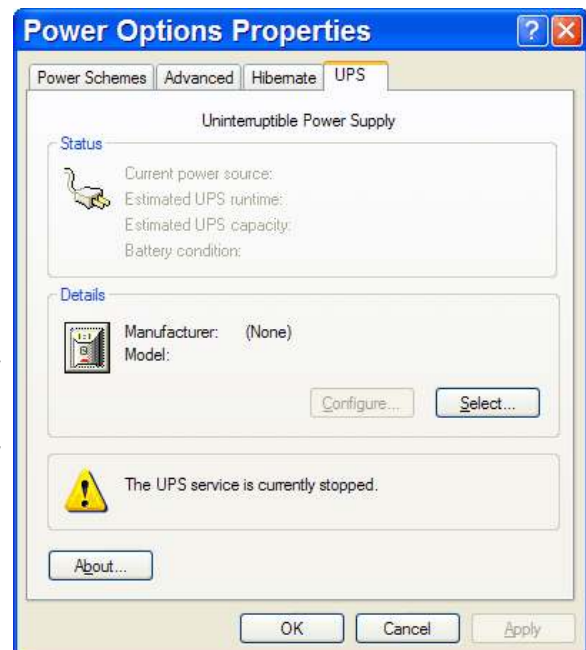 Power Options Properties
Power Schemes Advanced Hibernate UPS
Uninterruptible Power Supply
Status
Current power source:
Estimated UPS runtime:
Estimated UPS capacity:
Battery condition:
Details
Manufacturer: (None)
Model:
Configure... Select...
The UPS service is currently stopped.
About...
OK Cancel Apply